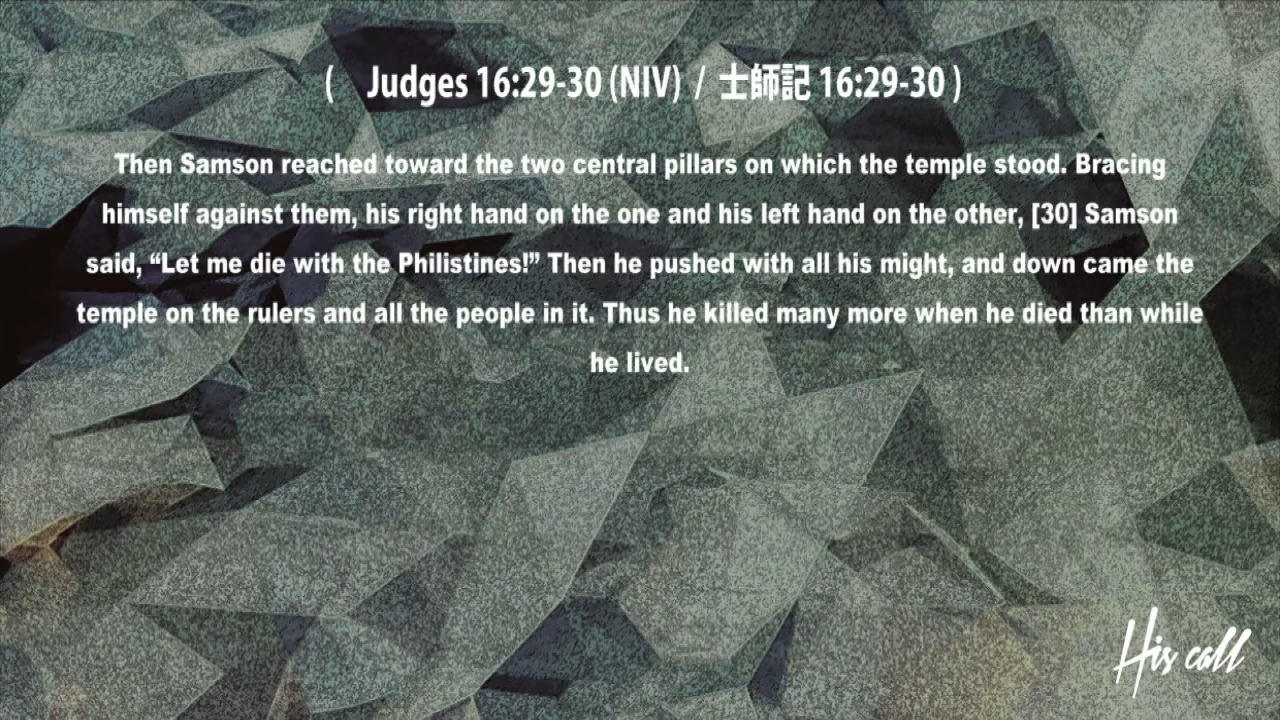 ( Judges 16:29-30 (NIV) / 士師記 16:29-30 )
Then Samson reached toward the two central pillars on which the temple stood. Bracing
himself against them, his right hand on the one and his left hand on the other, [30] Samson
said, “Let me die with the Philistines!” Then he pushed with all his might, and down came the
temple on the rulers and all the people in it. Thus he killed many more when he died than while
he lived.
His call